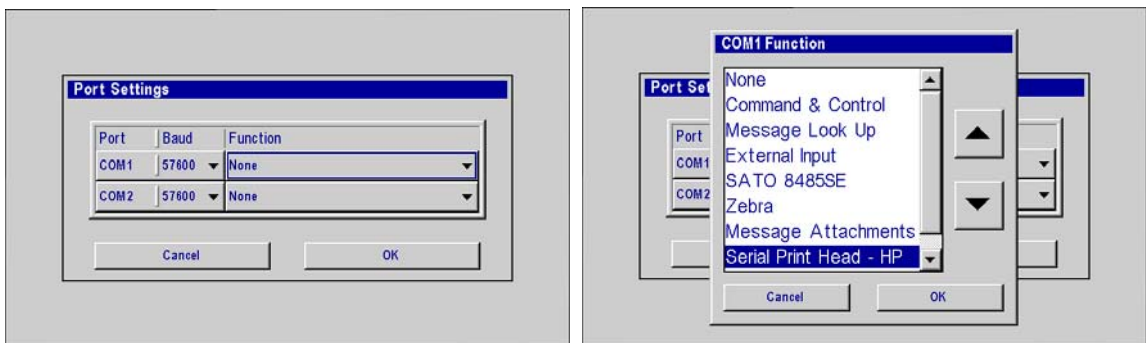 Port Settings
Port Baud Function
COM1 57600 None
COM2 57600 None
Cancel OK
COM1 Function
Port Set
Port
COM1
COM2
None
Command & Control
Message Look Up
External Input
SATO 8485SE
Zebra
Message Attachments
Serial Print Head - HP
Cancel OK